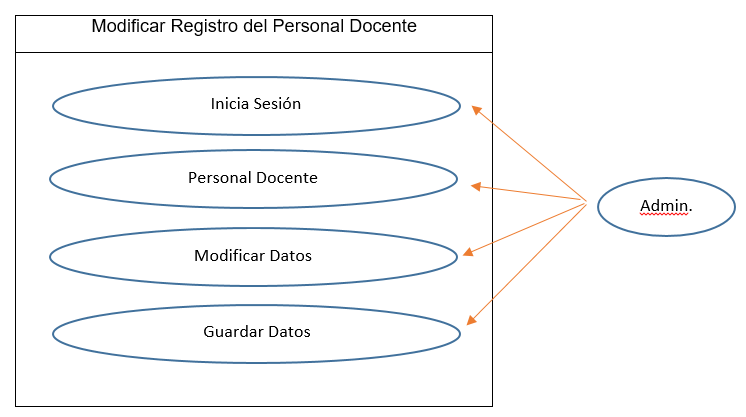 Modificar Registro del Personal Docente
Inicia Sesión
Personal Docente
Admin.
Modificar Datos
Guardar Datos